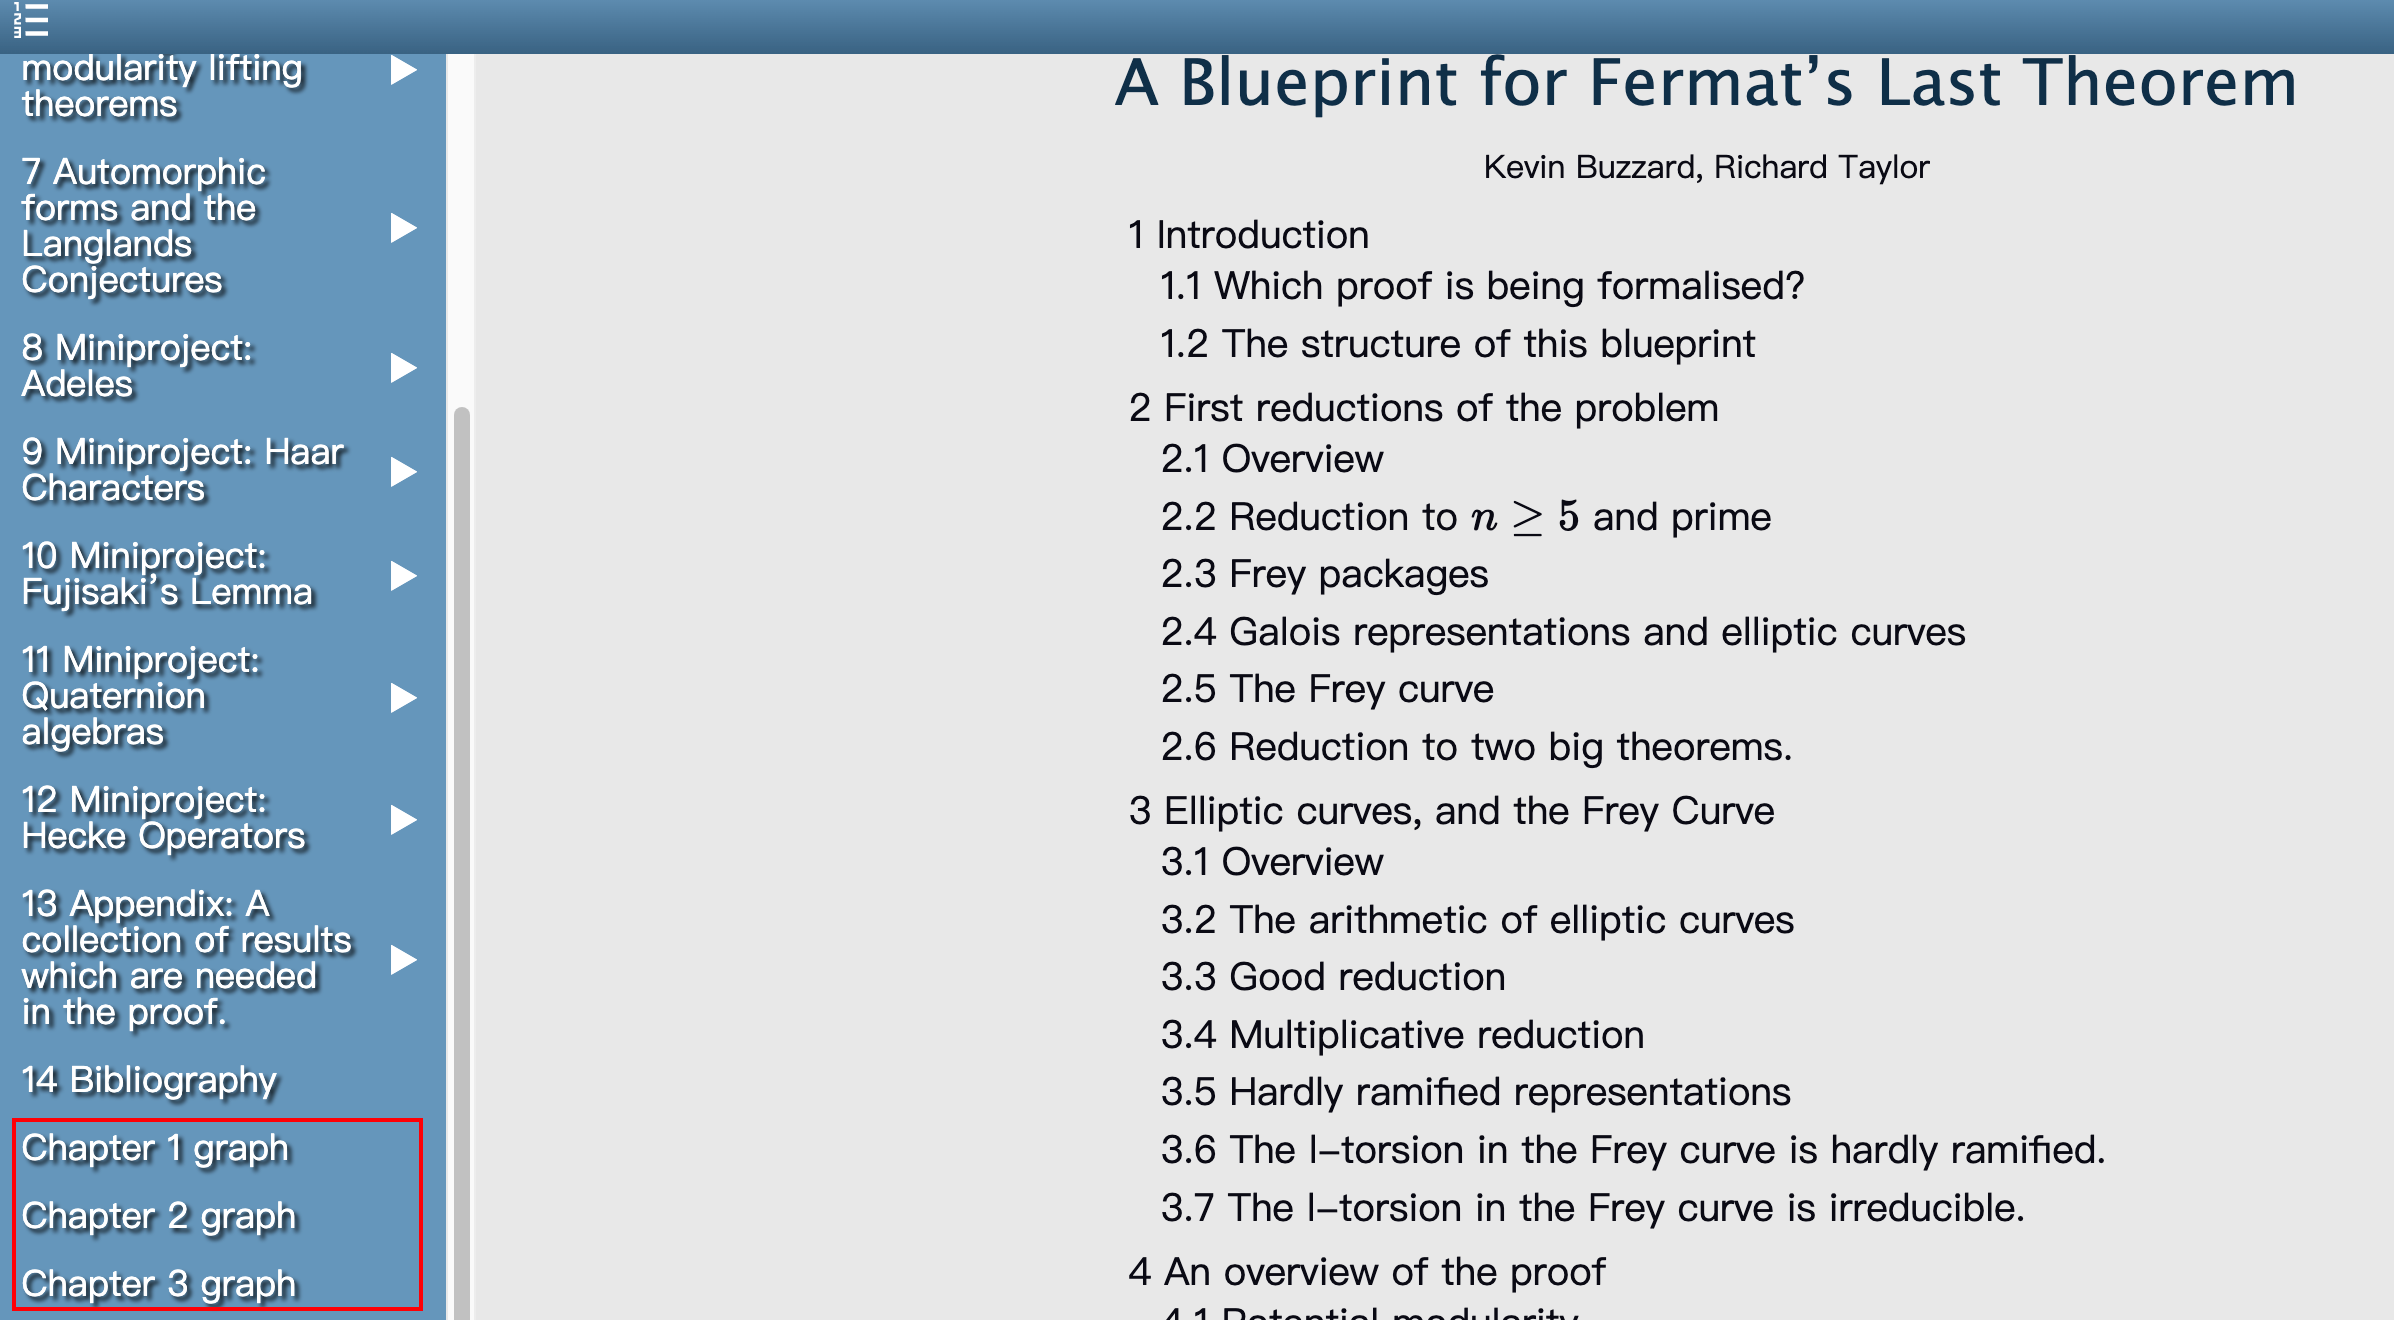 modularity lifting
theorems
7 Automorphic
forms and the
Langlands
Conjectures
8 Miniproject:
Adeles
9 Miniproject: Haar
Characters
10 Miniproject:
Fujisaki's Lemma
11 Miniproject:
Quaternion
algebras
12 Miniproject:
Hecke Operators
13 Appendix: A
collection of results
which are needed
in the proof.
14 Bibliography
Chapter 1 graph
Chapter 2 graph
Chapter 3 graph
A Blueprint for Fermat's Last Theorem
Kevin Buzzard, Richard Taylor
1 Introduction
1.1 Which proof is being formalised?
1.2 The structure of this blueprint
2 First reductions of the problem
2.1 Overview
2.2 Reduction to n ≥ 5 and prime
2.3 Frey packages
2.4 Galois representations and elliptic curves
2.5 The Frey curve
2.6 Reduction to two big theorems.
3 Elliptic curves, and the Frey Curve
3.1 Overview
3.2 The arithmetic of elliptic curves
3.3 Good reduction
3.4 Multiplicative reduction
3.5 Hardly ramified representations
3.6 The l-torsion in the Frey curve is hardly ramified.
3.7 The l-torsion in the Frey curve is irreducible.
4 An overview of the proof
4.1 Potential modularity